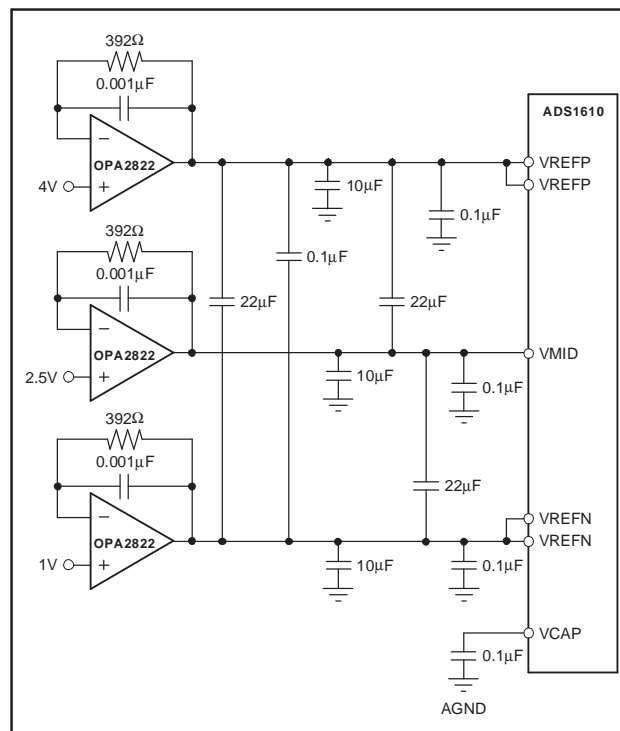 392Ω
0.001µF
ADS1610
OPA2822
VREFP
4V
10µF
VREFP
0.1µF
392Ω
0.001µF
0.1µF
22µF
22µF
OPA2822
VMID
2.5V
10µF
0.1µF
392Ω
0.001µF
22µF
VREFN
OPA2822
VREFN
1V
10µF
0.1µF
VCAP
0.1µF
AGND